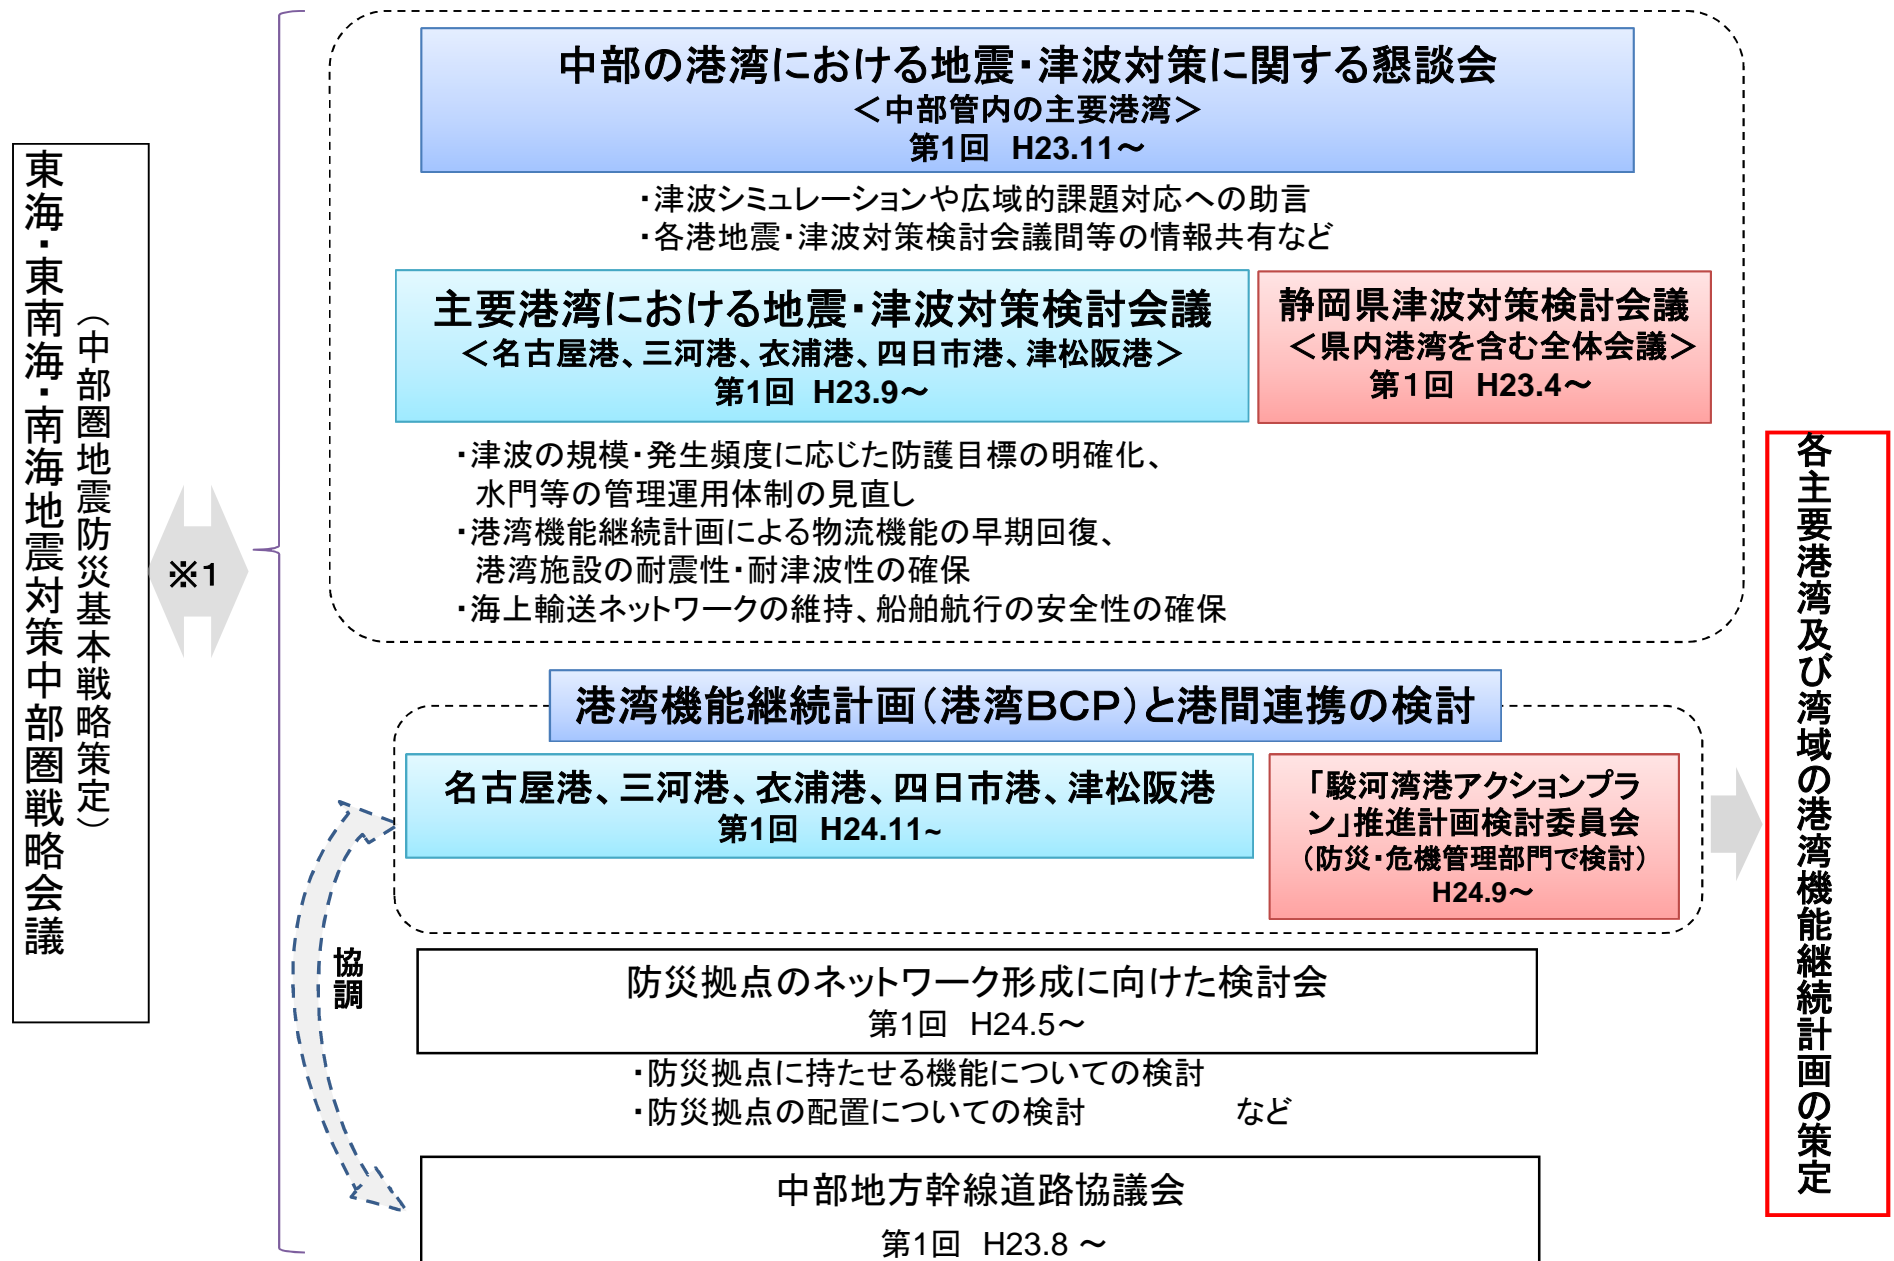 東海・東南海・南海地震対策中部圏戦略会議
（中部圏地震防災基本戦略策定）
※1
中部の港湾における地震・津波対策に関する懇談会
＜中部管内の主要港湾＞
第1回　H23.11～
・津波シミュレーションや広域的課題対応への助言
・各港地震・津波対策検討会議間等の情報共有など
主要港湾における地震・津波対策検討会議
＜名古屋港、三河港、衣浦港、四日市港、津松阪港＞
第1回　H23.9～
静岡県津波対策検討会議
＜県内港湾を含む全体会議＞
第１回　H23.4～
・津波の規模・発生頻度に応じた防護目標の明確化、
水門等の管理運用体制の見直し
・港湾機能継続計画による物流機能の早期回復、
港湾施設の耐震性・耐津波性の確保
・海上輸送ネットワークの維持、船舶航行の安全性の確保
港湾機能継続計画（港湾ＢＣＰ）と港間連携の検討
名古屋港、三河港、衣浦港、四日市港、津松阪港
第1回　H24.11~
「駿河湾港アクションプラ
ン」推進計画検討委員会
（防災・危機管理部門で検討）
H24.9～
協調
防災拠点のネットワーク形成に向けた検討会
第1回　H24.5～
・防災拠点に持たせる機能についての検討
・防災拠点の配置についての検討　　　　　など
中部地方幹線道路協議会
第1回　H23.8 ～
各主要港湾及び湾域の港湾機能継続計画の策定